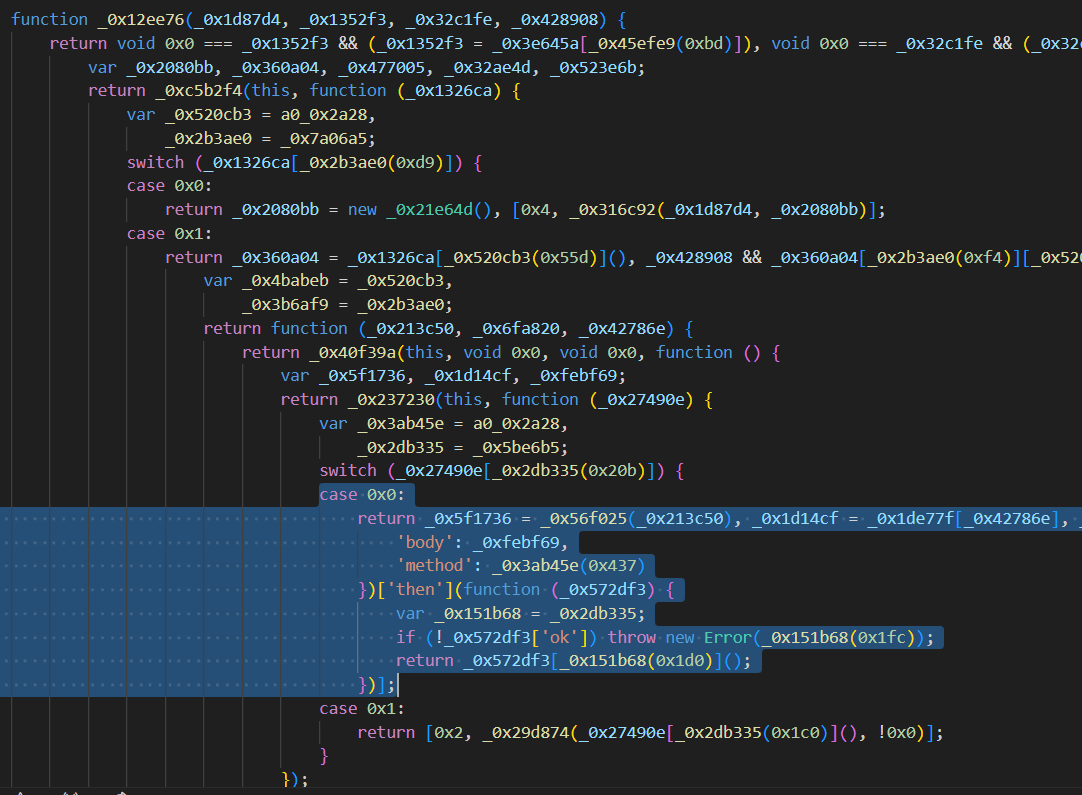 function _0x12ee76(_0x1d87d4, _0x1352f3, _0x32c1fe, _0x428908) {
return void 0x0 === _0x1352f3 && (_0x1352f3 = _0x3e645a[_0x45efe9(0xbd)]), void 0x0 === _0x32c1fe && (_0x32
var _0x2080bb, _0x360a04, _0x477005, _0x32ae4d, _0x523e6b;
return _0xc5b2f4(this, function (_0x1326ca) {
var _0x520cb3 = a0_0x2a28,
_0x2b3ae0 = _0x7a06a5;
switch (_0x1326ca[_0x2b3ae0(0xd9)]) {
case 0x0:
return _0x2080bb = new _0x21e64d(), [0x4, _0x316c92(_0x1d87d4, _0x2080bb)];
case 0x1:
return _0x360a04 = _0x1326ca[_0x520cb3(0x55d)](), _0x428908 && _0x360a04[_0x2b3ae0(0xf4)][_0x520
var _0x4babeb = _0x520cb3,
_0x3b6af9 = _0x2b3ae0;
return function (_0x213c50, _0x6fa820, _0x42786e) {
return _0x40f39a(this, void 0x0, void 0x0, function () {
var _0x5f1736, _0x1d14cf, _0xfebf69;
return _0x237230(this, function (_0x27490e) {
var _0x3ab45e = a0_0x2a28,
_0x2db335 = _0x5be6b5;
switch (_0x27490e[_0x2db335(0x20b)]) {
case 0x0:
return _0x5f1736 = _0x56f025(_0x213c50), _0x1d14cf = _0x1de77f[_0x42786e], _
'body': _0xfebf69,
'method': _0x3ab45e(0x437)
})['then'](function (_0x572df3) {
var _0x151b68 = _0x2db335;
if (!_0x572df3['ok']) throw new Error(_0x151b68(0x1fc));
return _0x572df3[_0x151b68(0x1d0)]();
})];
case 0x1:
return [0x2, _0x29d874(_0x27490e[_0x2db335(0x1c0)](), !0x0)];
}
});